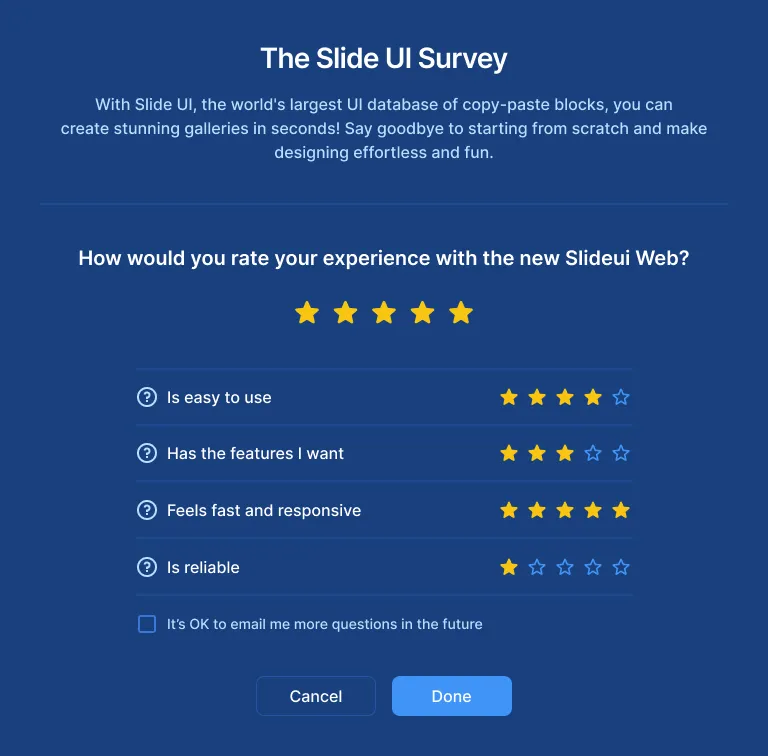 The Slide UI Survey
With Slide UI, the world's largest UI database of copy-paste blocks, you can
create stunning galleries in seconds! Say goodbye to starting from scratch and make
designing effortless and fun.
How would you rate your experience with the new Slideui Web?
? Is easy to use
? Has the features I want
? Feels fast and responsive
? Is reliable
It’s OK to email me more questions in the future
Cancel Done